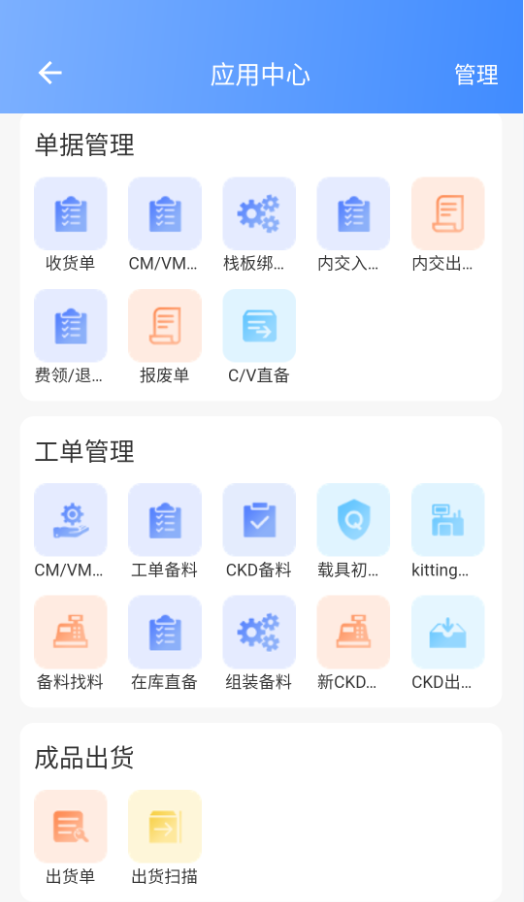 应用中心 管理
单据管理
收货单 CM/VM... 栈板绑... 内交入... 内交出...
费领/退... 报废单 C/V直备
工单管理
CM/VM... 工单备料 CKD备料 载具初... kitting...
备料找料 在库直备 组装备料 新CKD... CKD出...
成品出货
出货单 出货扫描